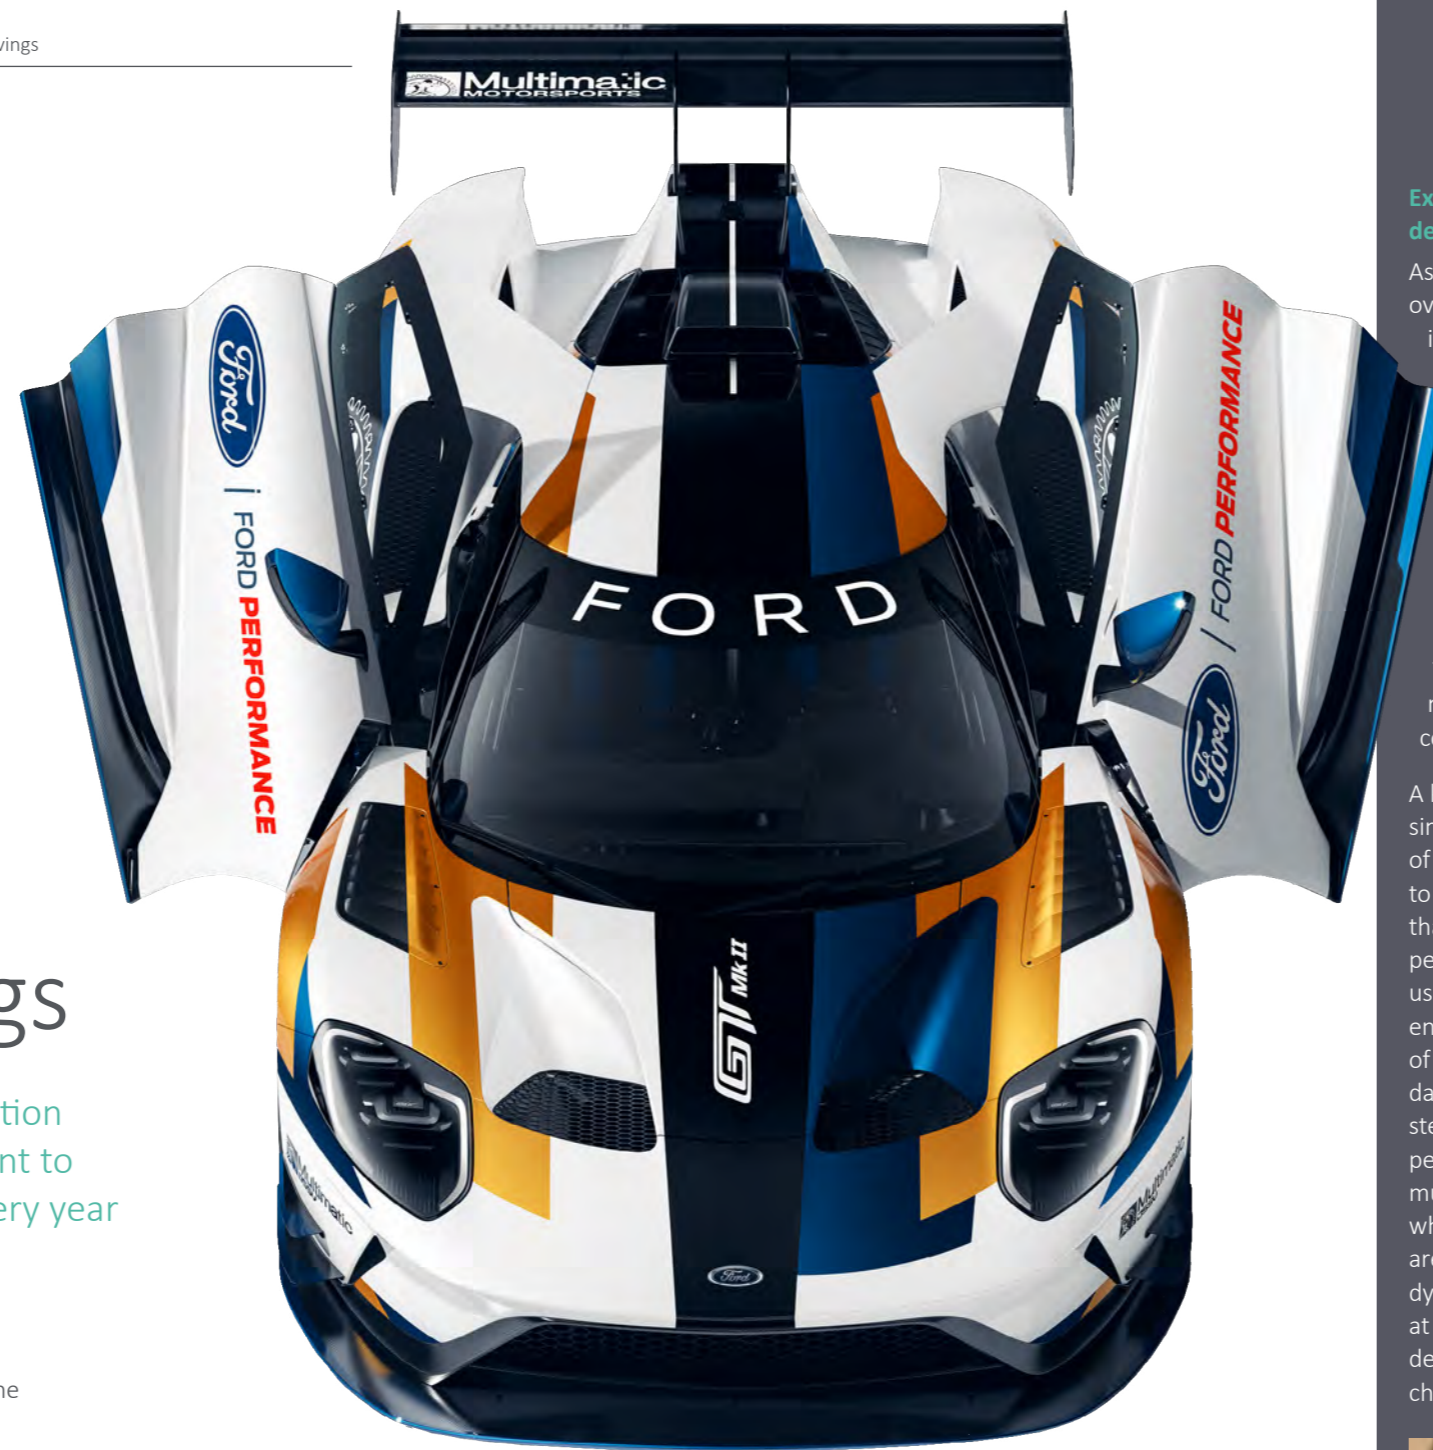 vings
Multimatic
MOTORSPORTS
Ford | FORD PERFORMANCE
Ford | FORD PERFORMANCE
FORD
GT Mk II
Multimatic
Multimatic
Ford
gs
tion
nt to
ery year
ne
Ex
de
As
ov
i
r
co
A
sin
of
to
tha
pe
us
en
of
da
ste
pe
mu
wh
are
dy
at
de
ch